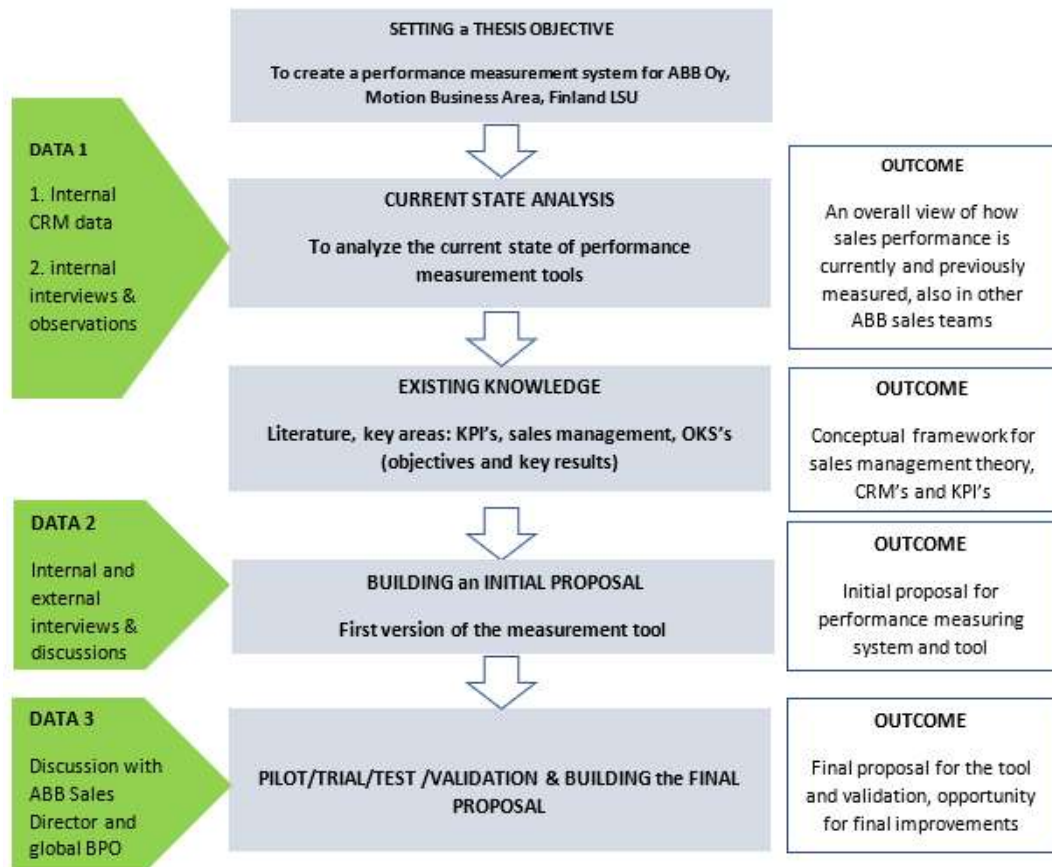 SETTING a THESIS OBJECTIVE
To create a performance measurement system for ABB Oy,
Motion Business Area, Finland LSU
DATA 1
1. Internal
CRM data
2. internal
interviews &
observations
CURRENT STATE ANALYSIS
To analyze the current state of performance
measurement tools
OUTCOME
An overall view of how
sales performance is
currently and previously
measured, also in other
ABB sales teams
EXISTING KNOWLEDGE
Literature, key areas: KPI's, sales management, OKS's
(objectives and key results)
OUTCOME
Conceptual framework for
sales management theory,
CRM's and KPI's
DATA 2
Internal and
external
interviews &
discussions
BUILDING an INITIAL PROPOSAL
First version of the measurement tool
OUTCOME
Initial proposal for
performance measuring
system and tool
DATA 3
Discussion with
ABB Sales
Director and
global BPO
PILOT/TRIAL/TEST /VALIDATION & BUILDING the FINAL
PROPOSAL
OUTCOME
Final proposal for the tool
and validation, opportunity
for final improvements